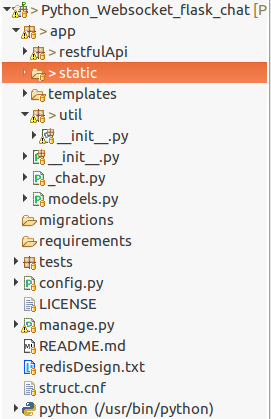 > Python_Websocket_flask_chat [P
> app
> restfulApi
> static
templates
> util
> __init__.py
> __init__.py
_chat.py
models.py
migrations
requirements
tests
config.py
LICENSE
manage.py
README.md
redisDesign.txt
struct.cnf
python (/usr/bin/python)